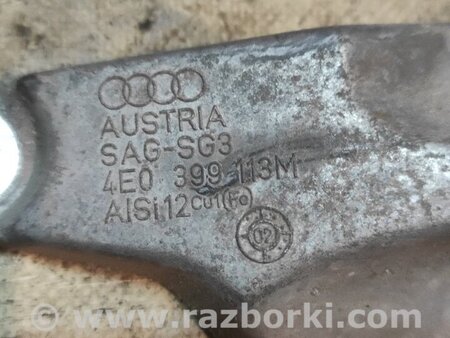 AUSTRIA
SAG-SG3
4E0 399 113M
AlSi12CU1(Fe)
02
www.razborki.com